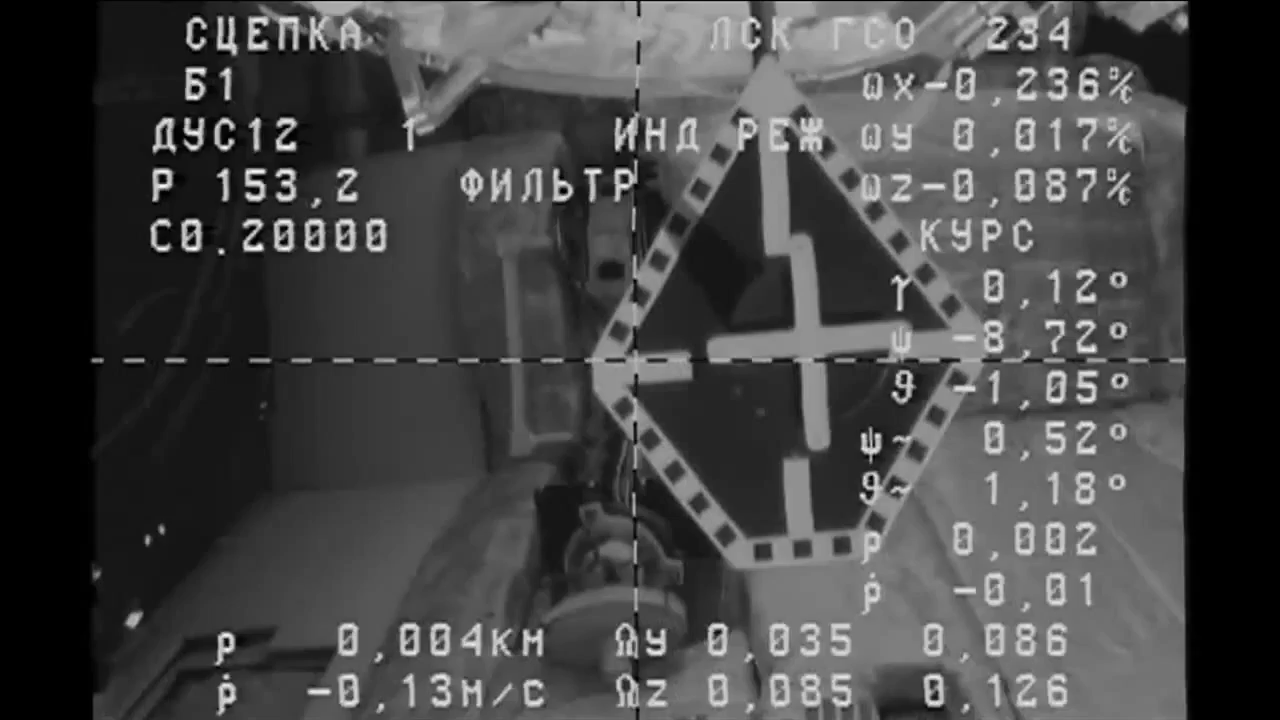 СЦЕПКА ЛСК ГСО 234
Б1 ωx-0,236°/с
ДУС12 1 ИНД РЕЖ ωy 0,017°/с
Р 153,2 ФИЛЬТР ωz-0,087°/с
С0.20000 КУРС
γ 0,12°
ψ -8,72°
ϑ -1,05°
ψ~ 0,52°
ϑ~ 1,18°
ρ 0,002
ρ̇ -0,01
ρ 0,004км Ωy 0,035 0,086
ρ̇ -0,13м/с Ωz 0,085 0,126